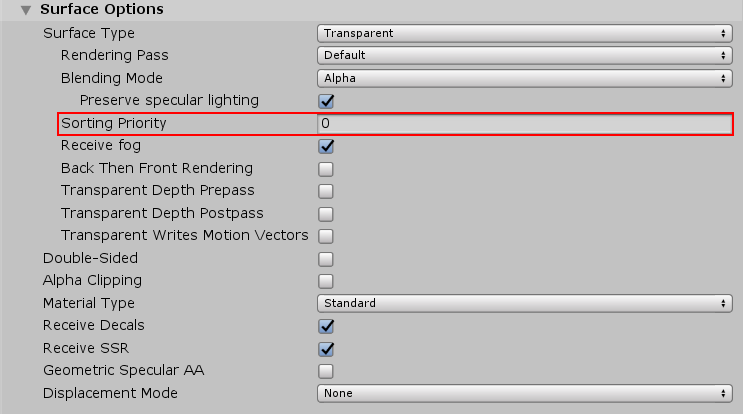 Surface Options
Surface Type Transparent
Rendering Pass Default
Blending Mode Alpha
Preserve specular lighting
Sorting Priority 0
Receive fog
Back Then Front Rendering
Transparent Depth Prepass
Transparent Depth Postpass
Transparent Writes Motion Vectors
Double-Sided
Alpha Clipping
Material Type Standard
Receive Decals
Receive SSR
Geometric Specular AA
Displacement Mode None